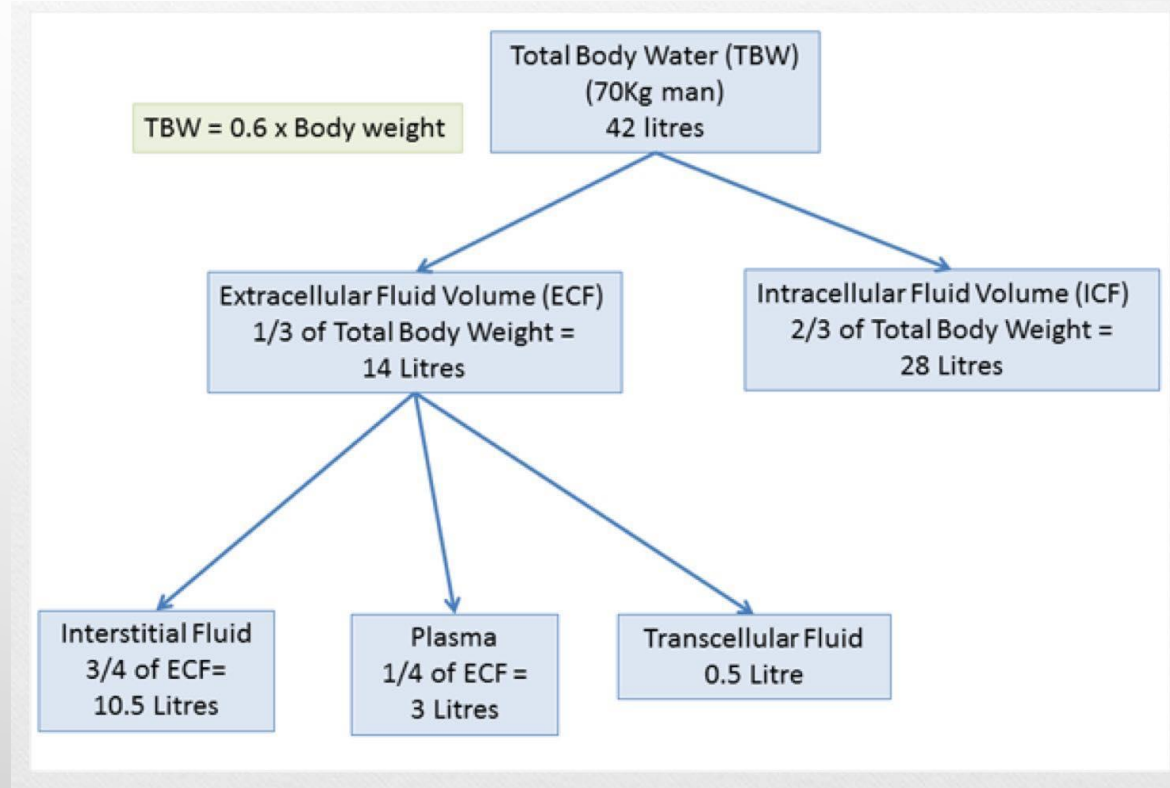 Total Body Water (TBW)
(70Kg man)
42 litres
TBW = 0.6 x Body weight
Extracellular Fluid Volume (ECF)
1/3 of Total Body Weight =
14 Litres
Intracellular Fluid Volume (ICF)
2/3 of Total Body Weight =
28 Litres
Interstitial Fluid
3/4 of ECF=
10.5 Litres
Plasma
1/4 of ECF =
3 Litres
Transcellular Fluid
0.5 Litre